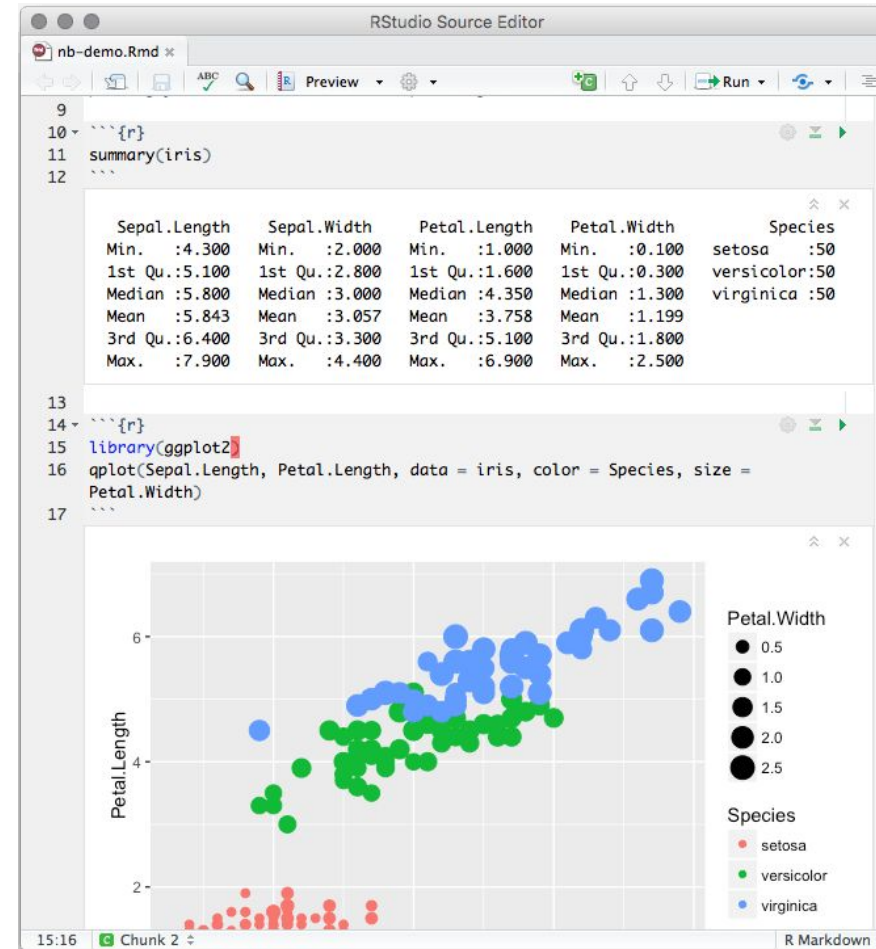 RStudio Source Editor
nb-demo.Rmd
ABC Preview Run
9
10 ```{r}
11 summary(iris)
12 ```
Sepal.Length Sepal.Width Petal.Length Petal.Width Species
Min. :4.300 Min. :2.000 Min. :1.000 Min. :0.100 setosa :50
1st Qu.:5.100 1st Qu.:2.800 1st Qu.:1.600 1st Qu.:0.300 versicolor:50
Median :5.800 Median :3.000 Median :4.350 Median :1.300 virginica :50
Mean :5.843 Mean :3.057 Mean :3.758 Mean :1.199
3rd Qu.:6.400 3rd Qu.:3.300 3rd Qu.:5.100 3rd Qu.:1.800
Max. :7.900 Max. :4.400 Max. :6.900 Max. :2.500
13
14 ```{r}
15 library(ggplot2)
16 qplot(Sepal.Length, Petal.Length, data = iris, color = Species, size =
Petal.Width)
17 ```
6
4
2
Petal.Length
Petal.Width
0.5
1.0
1.5
2.0
2.5
Species
setosa
versicolor
virginica
15:16 C Chunk 2 R Markdown